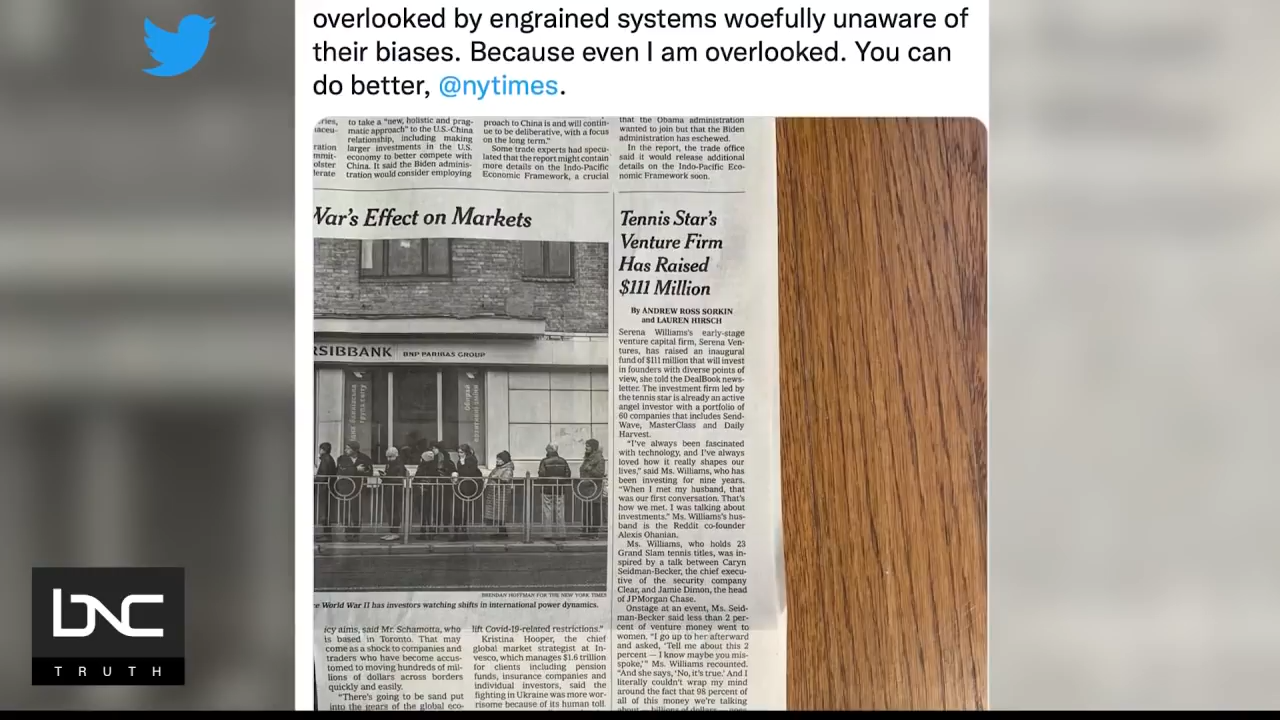 overlooked by engrained systems woefully unaware of
their biases. Because even I am overlooked. You can
do better, @nytimes.
to take a "new, holistic and prag-
matic approach" to the U.S.-China
relationship, including making
larger investments in the U.S.
economy to better compete with
China. It said the Biden adminis-
tration would consider employing
proach to China is and will contin-
ue to be deliberative, with a focus
on the long term."
Some trade experts had specu-
lated that the report might contain
more details on the Indo-Pacific
Economic Framework, a crucial
that the Obama administration
wanted to join but that the Biden
administration has eschewed.
In the report, the trade office
said it would release additional
details on the Indo-Pacific Eco-
nomic Framework soon.
War's Effect on Markets
RSIBBANK BNP PARIBAS GROUP
BRENDAN HOFFMAN FOR THE NEW YORK TIMES
e World War II has investors watching shifts in international power dynamics.
icy aims, said Mr. Schamotta, who
is based in Toronto. That may
come as a shock to companies and
traders who have become accus-
tomed to moving hundreds of mil-
lions of dollars across borders
quickly and easily.
"There's going to be sand put
into the gears of the global eco-
lift Covid-19-related restrictions."
Kristina Hooper, the chief
global market strategist at In-
vesco, which manages $1.6 trillion
for clients including pension
funds, insurance companies and
individual investors, said the
fighting in Ukraine was more wor-
risome because of its human toll.
Tennis Star's
Venture Firm
Has Raised
$111 Million
By ANDREW ROSS SORKIN
and LAUREN HIRSCH
Serena Williams's early-stage
venture capital firm, Serena Ven-
tures, has raised an inaugural
fund of $111 million that will invest
in founders with diverse points of
view, she told the DealBook news-
letter. The investment firm led by
the tennis star is already an active
angel investor with a portfolio of
60 companies that includes Send-
Wave, MasterClass and Daily
Harvest.
"I've always been fascinated
with technology, and I've always
loved how it really shapes our
lives," said Ms. Williams, who has
been investing for nine years.
"When I met my husband, that
was our first conversation. That's
how we met. I was talking about
investments." Ms. Williams's hus-
band is the Reddit co-founder
Alexis Ohanian.
Ms. Williams, who holds 23
Grand Slam tennis titles, was in-
spired by a talk between Caryn
Seidman-Becker, the chief execu-
tive of the security company
Clear, and Jamie Dimon, the head
of JPMorgan Chase.
Onstage at an event, Ms. Seid-
man-Becker said less than 2 per-
cent of venture money went to
women. "I go up to her afterward
and asked, 'Tell me about this 2
percent — I know maybe you mis-
spoke,'" Ms. Williams recounted.
"And she says, 'No, it's true.' And I
literally couldn't wrap my mind
around the fact that 98 percent of
all of this money we're talking
BNC
TRUTH